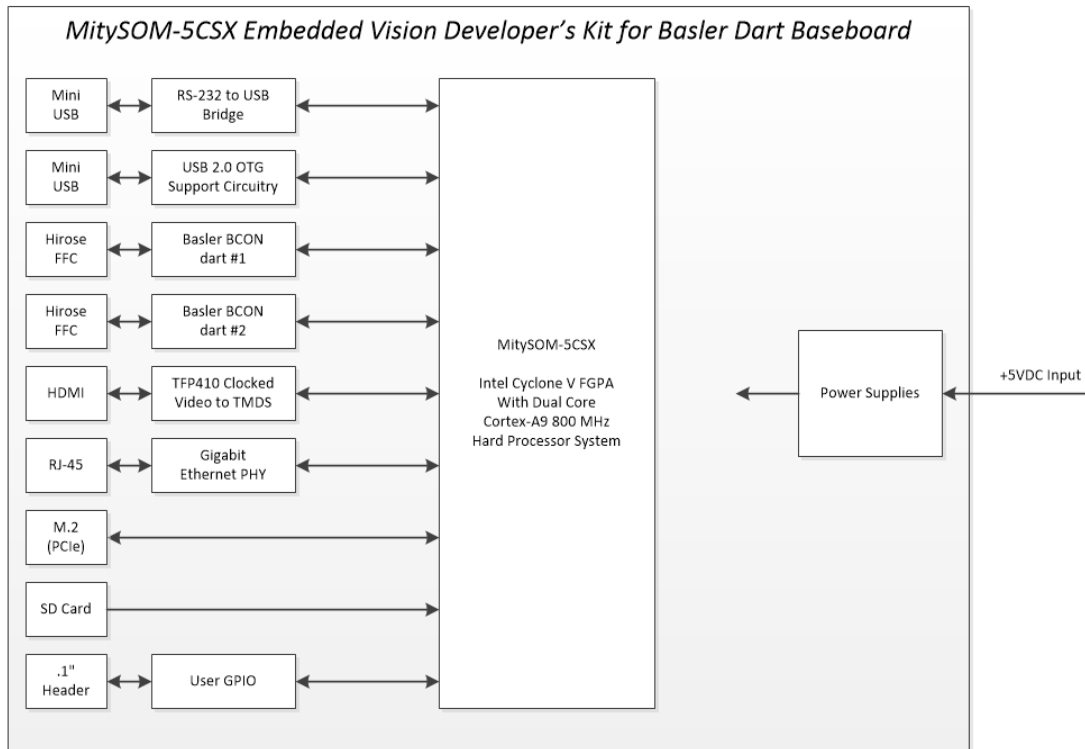 MitySOM-5CSX Embedded Vision Developer's Kit for Basler Dart Baseboard
Mini
USB
RS-232 to USB
Bridge
Mini
USB
USB 2.0 OTG
Support Circuitry
Hirose
FFC
Basler BCON
dart #1
Hirose
FFC
Basler BCON
dart #2
HDMI
TFP410 Clocked
Video to TMDS
RJ-45
Gigabit
Ethernet PHY
M.2
(PCIe)
SD Card
.1"
Header
User GPIO
MitySOM-5CSX
Intel Cyclone V FGPA
With Dual Core
Cortex-A9 800 MHz
Hard Processor System
Power Supplies
+5VDC Input